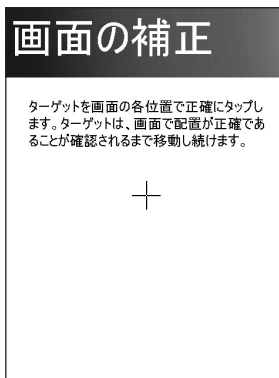 画面の補正
ターゲットを画面の各位置で正確にタップし
ます。ターゲットは、画面で配置が正確であ
ることが確認されるまで移動し続けます。